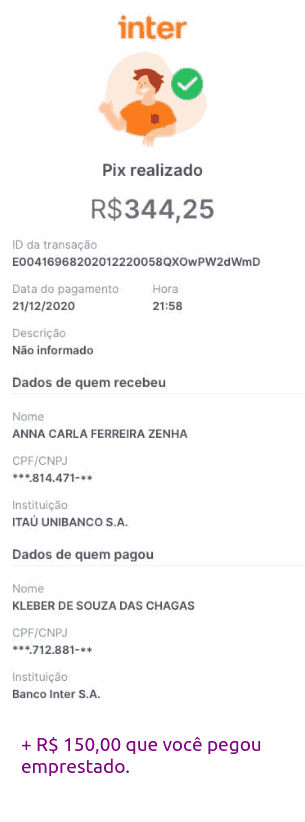 inter
Pix realizado
R$344,25
ID da transação
E00416968202012220058QXOwPW2dWmD
Data do pagamento Hora
21/12/2020 21:58
Descrição
Não informado
Dados de quem recebeu
Nome
ANNA CARLA FERREIRA ZENHA
CPF/CNPJ
***.814.471-**
Instituição
ITAÚ UNIBANCO S.A.
Dados de quem pagou
Nome
KLEBER DE SOUZA DAS CHAGAS
CPF/CNPJ
***.712.881-**
Instituição
Banco Inter S.A.
+ R$ 150,00 que você pegou
emprestado.